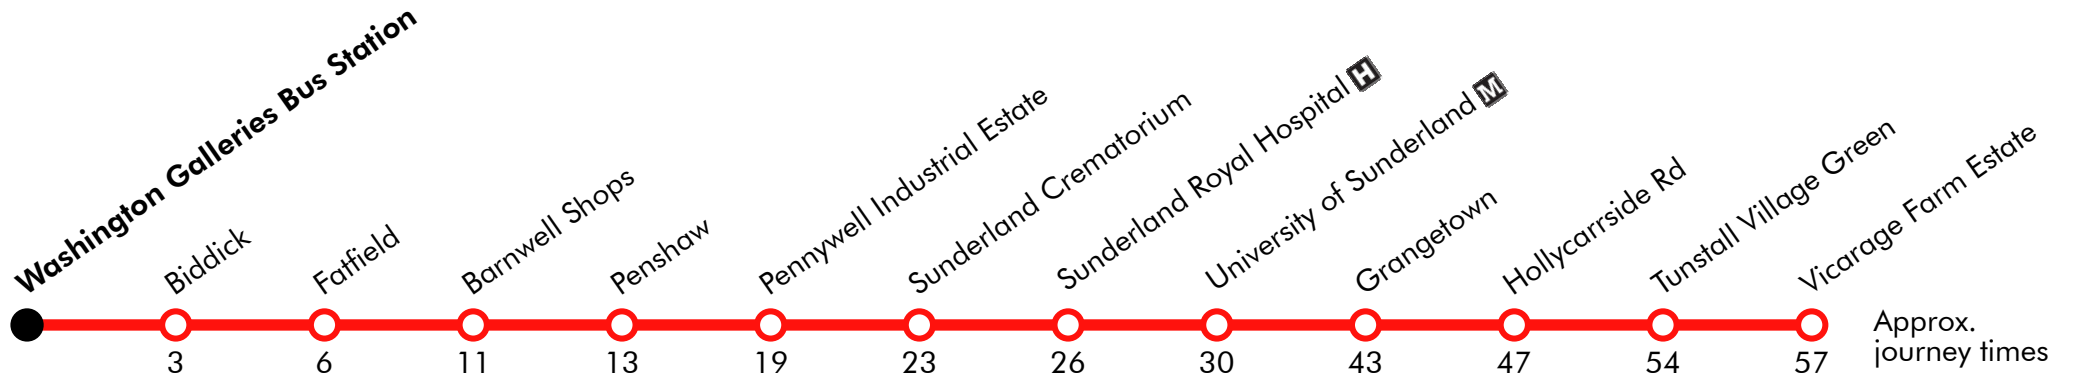 Washington Galleries Bus Station
Biddick
Fatfield
Barnwell Shops
Penshaw
Pennywell Industrial Estate
Sunderland Crematorium
Sunderland Royal Hospital H
University of Sunderland M
Grangetown
Hollycarrside Rd
Tunstall Village Green
Vicarage Farm Estate
3 6 11 13 19 23 26 30 43 47 54 57
Approx.
journey times